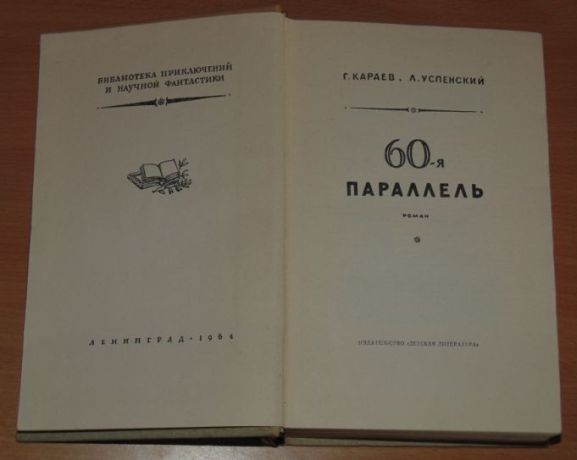 БИБЛИОТЕКА ПРИКЛЮЧЕНИЙ
И НАУЧНОЙ ФАНТАСТИКИ
ЛЕНИНГРАД · 1964
Г. КАРАЕВ . Л. УСПЕНСКИЙ
60-я
ПАРАЛЛЕЛЬ
РОМАН
ИЗДАТЕЛЬСТВО «ДЕТСКАЯ ЛИТЕРАТУРА»